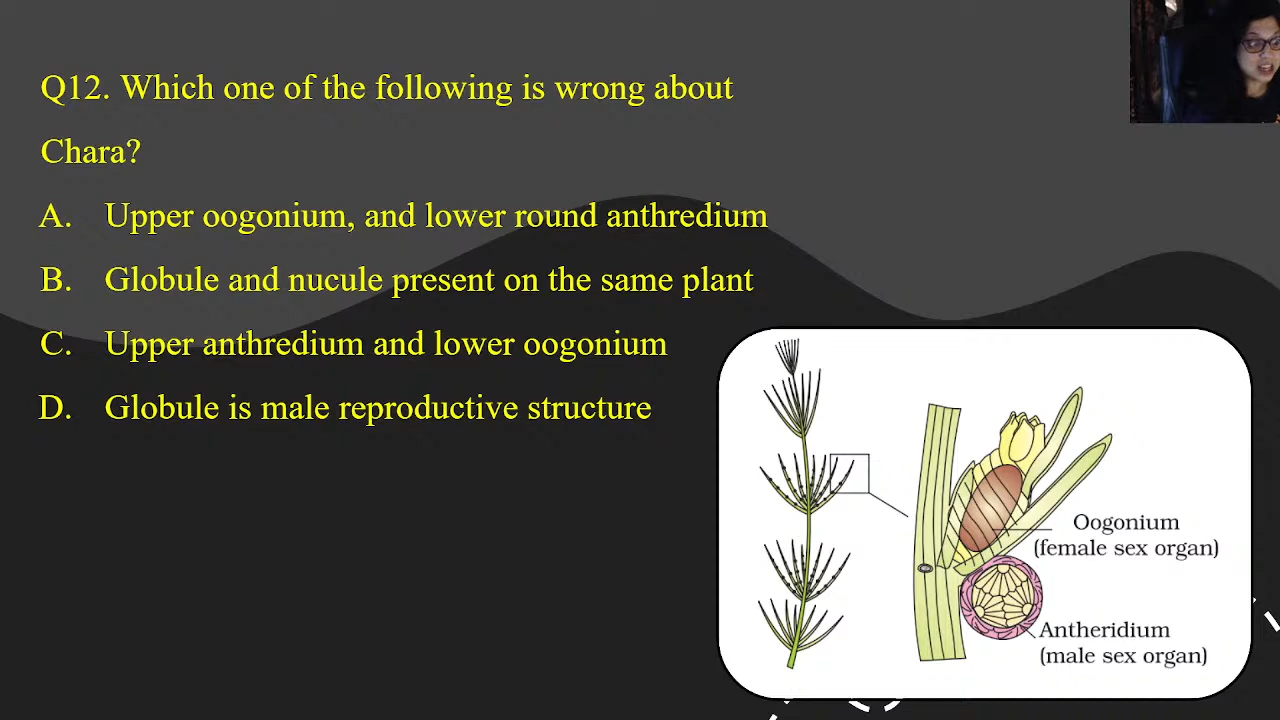 Q12. Which one of the following is wrong about
Chara?
A. Upper oogonium, and lower round anthredium
B. Globule and nucule present on the same plant
C. Upper anthredium and lower oogonium
D. Globule is male reproductive structure
Oogonium
(female sex organ)
Antheridium
(male sex organ)